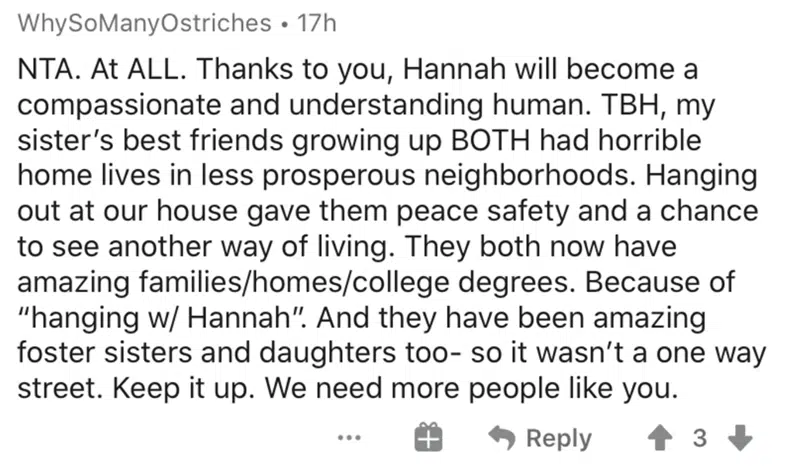 WhySoManyOstriches • 17h
NTA. At ALL. Thanks to you, Hannah will become a
compassionate and understanding human. TBH, my
sister’s best friends growing up BOTH had horrible
home lives in less prosperous neighborhoods. Hanging
out at our house gave them peace safety and a chance
to see another way of living. They both now have
amazing families/homes/college degrees. Because of
“hanging w/ Hannah”. And they have been amazing
foster sisters and daughters too- so it wasn’t a one way
street. Keep it up. We need more people like you.
Reply 3